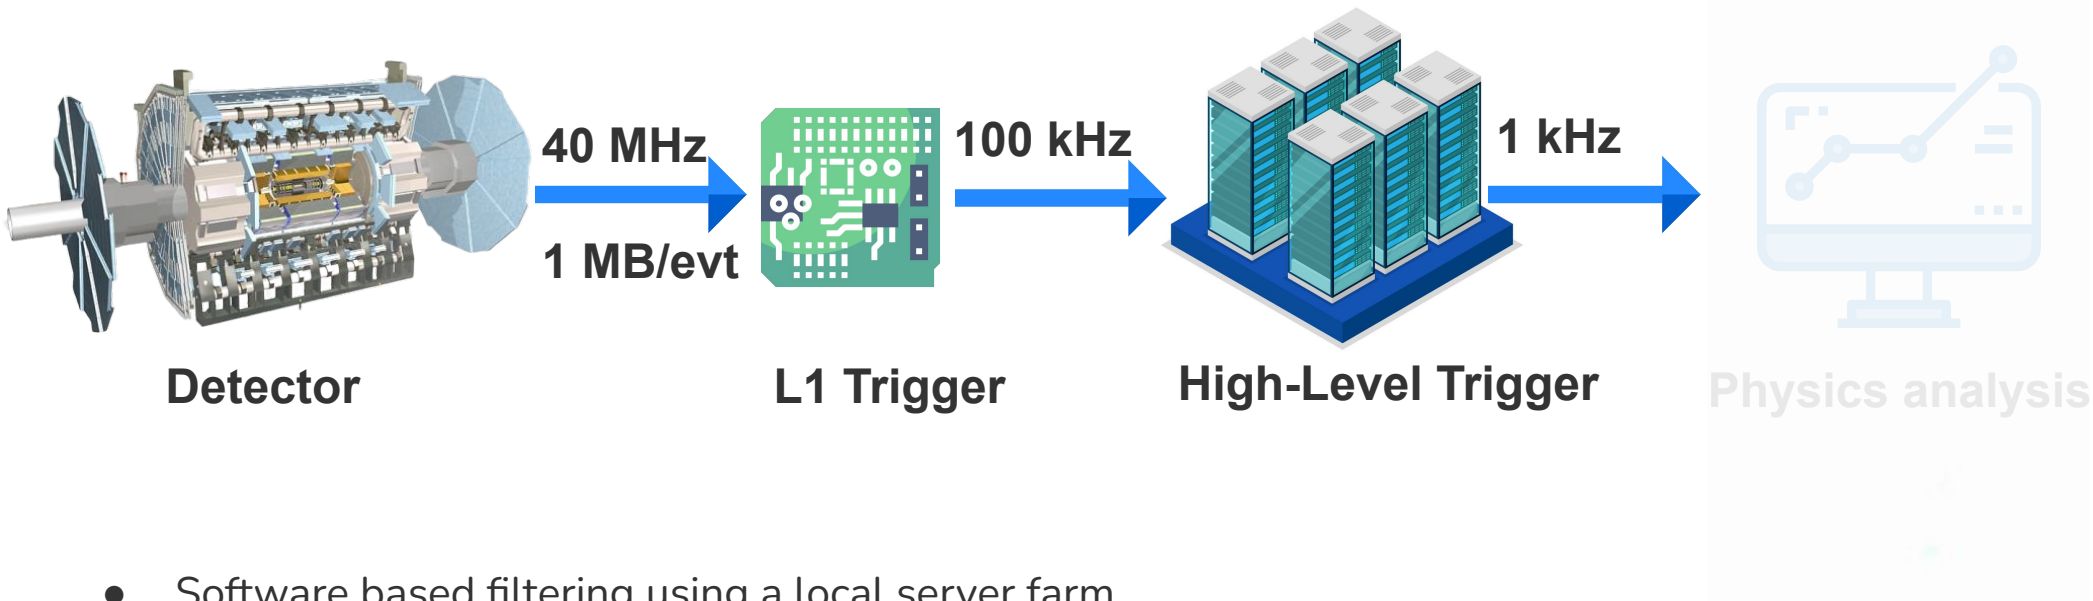 40 MHz
1 MB/evt
100 kHz
1 kHz
Detector
L1 Trigger
High-Level Trigger
Physics analysis
● Software based filtering using a local server farm